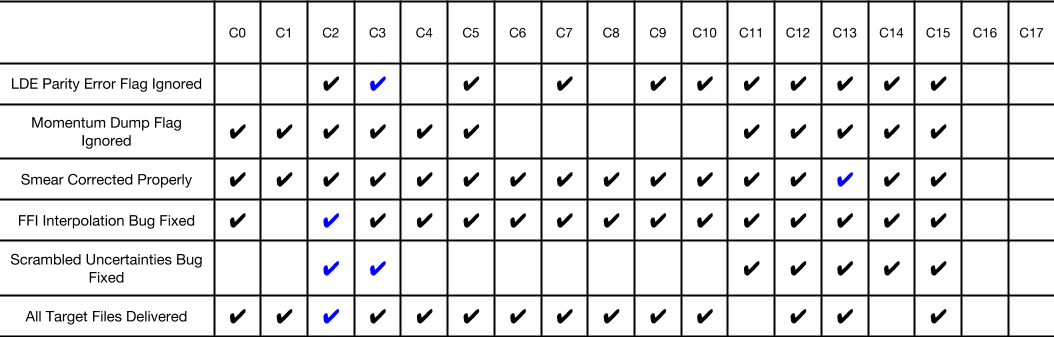 C0 C1 C2 C3 C4 C5 C6 C7 C8 C9 C10 C11 C12 C13 C14 C15 C16 C17
LDE Parity Error Flag Ignored ✔ ✔ ✔ ✔ ✔ ✔ ✔ ✔ ✔ ✔ ✔
Momentum Dump Flag
Ignored ✔ ✔ ✔ ✔ ✔ ✔ ✔ ✔ ✔ ✔ ✔
Smear Corrected Properly ✔ ✔ ✔ ✔ ✔ ✔ ✔ ✔ ✔ ✔ ✔ ✔ ✔ ✔ ✔ ✔
FFI Interpolation Bug Fixed ✔ ✔ ✔ ✔ ✔ ✔ ✔ ✔ ✔ ✔ ✔ ✔ ✔ ✔ ✔
Scrambled Uncertainties Bug
Fixed ✔ ✔ ✔ ✔ ✔ ✔ ✔
All Target Files Delivered ✔ ✔ ✔ ✔ ✔ ✔ ✔ ✔ ✔ ✔ ✔ ✔ ✔ ✔